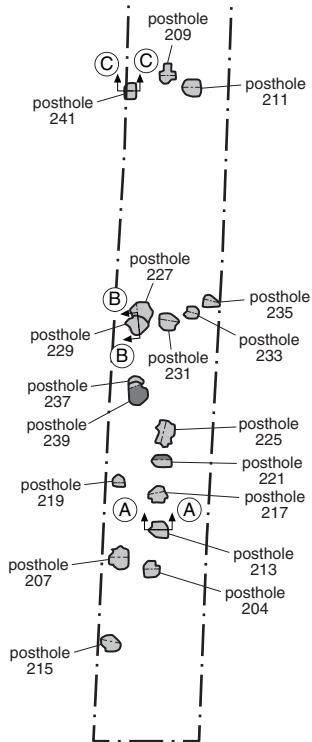 posthole
209
C C
posthole
241
posthole
211
posthole
227
B
posthole
229
B
posthole
235
posthole
233
posthole
231
posthole
237
posthole
239
posthole
225
posthole
221
posthole
219
posthole
217
A A
posthole
213
posthole
207
posthole
204
posthole
215